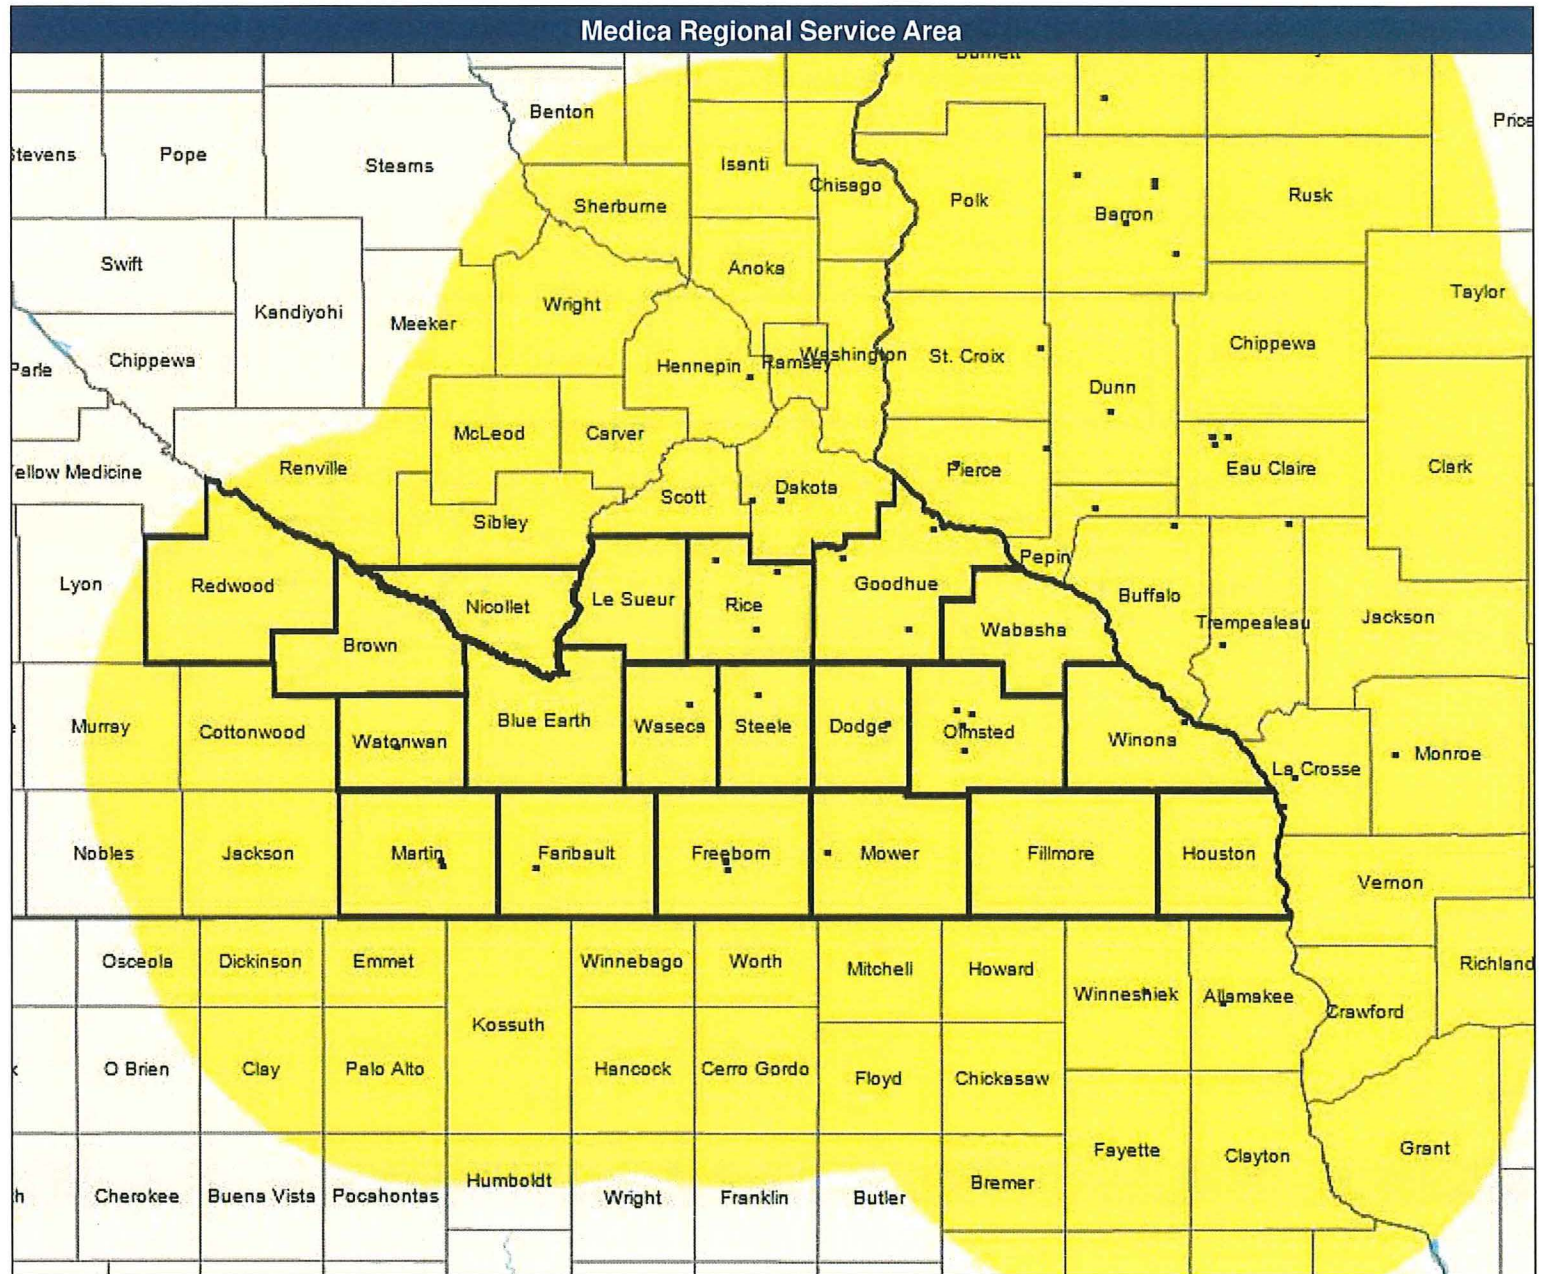 Medica Regional Service Area
Burnett
Benton
Price
Stevens
Pope
Stearns
Isanti
Chisago
Polk
Barron
Rusk
Sherburne
Swift
Anoka
Taylor
Kandiyohi
Wright
Meeker
Chippewa
Parle
Chippewa
Hennepin
Ramsey
Washington
St. Croix
Dunn
McLeod
Carver
Renville
Yellow Medicine
Pierce
Eau Claire
Clark
Scott
Dakota
Sibley
Lyon
Redwood
Nicollet
Le Sueur
Rice
Goodhue
Pepin
Buffalo
Trempealeau
Jackson
Brown
Wabasha
Murray
Cottonwood
Watonwan
Blue Earth
Waseca
Steele
Dodge
Olmsted
Winona
La Crosse
Monroe
Nobles
Jackson
Martin
Faribault
Freeborn
Mower
Fillmore
Houston
Vernon
Osceola
Dickinson
Emmet
Winnebago
Worth
Mitchell
Howard
Richland
Kossuth
Winneshiek
Allamakee
Crawford
O Brien
Clay
Palo Alto
Hancock
Cerro Gordo
Floyd
Chickasaw
Fayette
Clayton
Grant
Cherokee
Buena Vista
Pocahontas
Humboldt
Wright
Franklin
Butler
Bremer